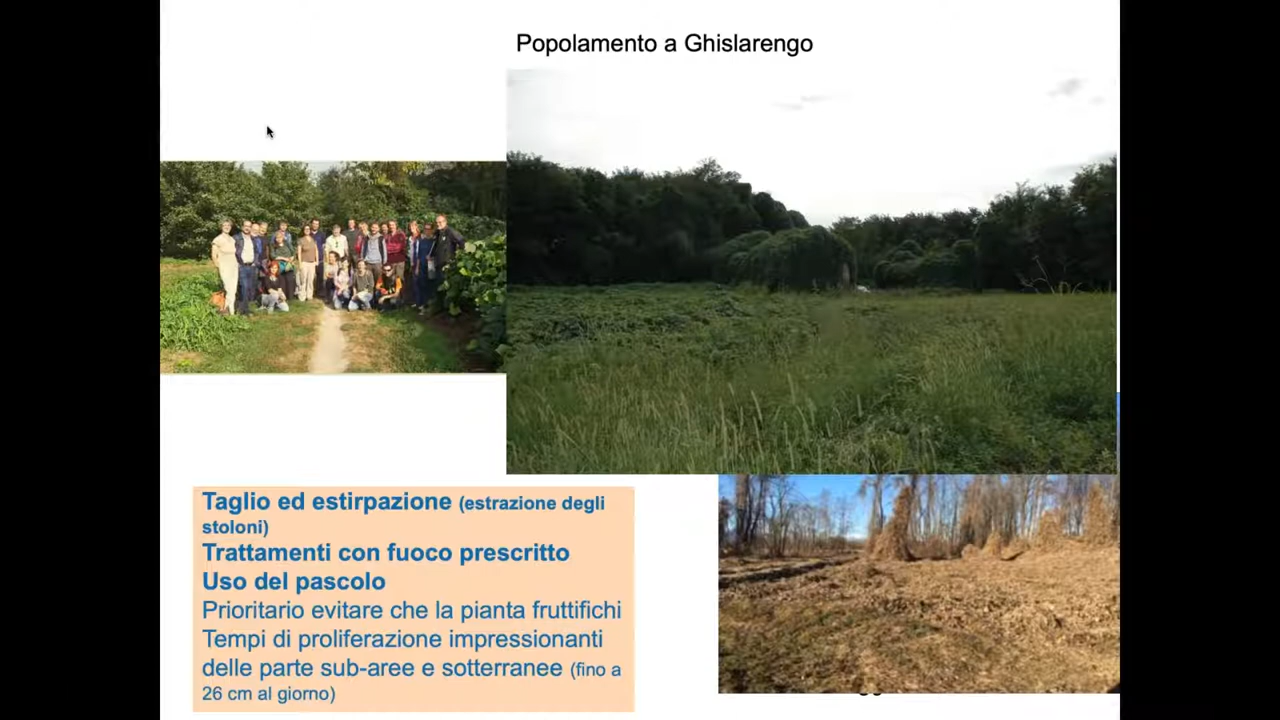 Popolamento a Ghislarengo
Taglio ed estirpazione (estrazione degli
stoloni)
Trattamenti con fuoco prescritto
Uso del pascolo
Prioritario evitare che la pianta fruttifichi
Tempi di proliferazione impressionanti
delle parte sub-aree e sotterranee (fino a
26 cm al giorno)